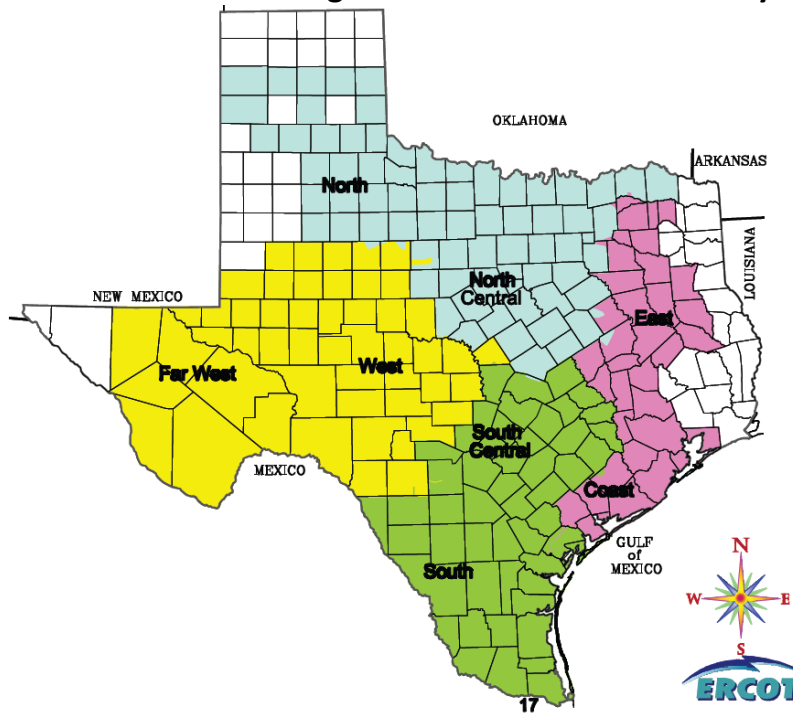 OKLAHOMA
ARKANSAS
North
LOUISIANA
NEW MEXICO
North
Central
East
Far West
West
South
Central
MEXICO
Coast
GULF
of
MEXICO
South
N
W
E
S
ERCOT
17